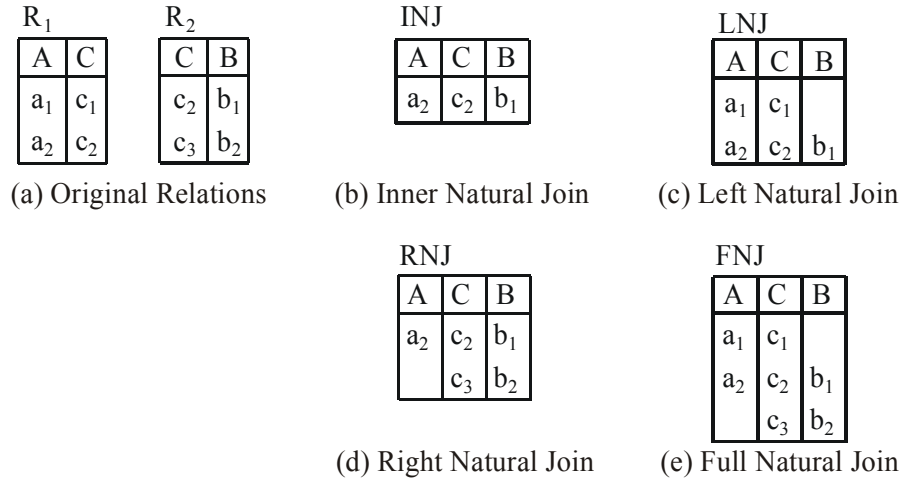 R₁ R₂ INJ LNJ
A C C B A C B A C B
a₁ c₁ c₂ b₁ a₂ c₂ b₁ a₁ c₁
a₂ c₂ c₃ b₂ a₂ c₂ b₁
(a) Original Relations (b) Inner Natural Join (c) Left Natural Join
RNJ FNJ
A C B A C B
a₂ c₂ b₁ a₁ c₁
c₃ b₂ a₂ c₂ b₁
c₃ b₂
(d) Right Natural Join (e) Full Natural Join